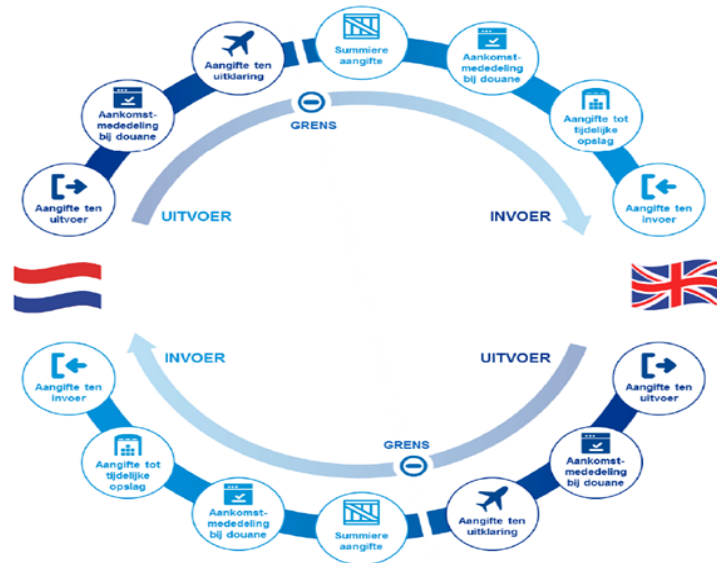 Summiere
aangifte
Aangifte ten
uitklaring
Aankomst-
mededeling
bij douane
Aankomst-
mededeling
bij douane
Aangifte tot
tijdelijke
opslag
GRENS
Aangifte ten
uitvoer
Aangifte ten
invoer
UITVOER
INVOER
INVOER
UITVOER
Aangifte ten
invoer
Aangifte ten
uitvoer
GRENS
Aangifte tot
tijdelijke
opslag
Aankomst-
mededeling
bij douane
Aankomst-
mededeling
bij douane
Summiere
aangifte
Aangifte ten
uitklaring